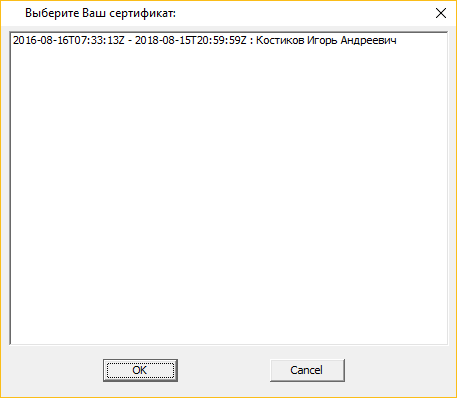 Выберите Ваш сертификат:
2016-08-16T07:33:13Z - 2018-08-15T20:59:59Z : Костиков Игорь Андреевич
OK Cancel